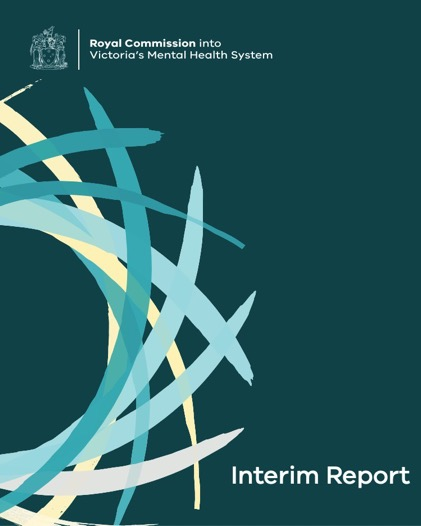 Royal Commission into
Victoria's Mental Health System
Interim Report